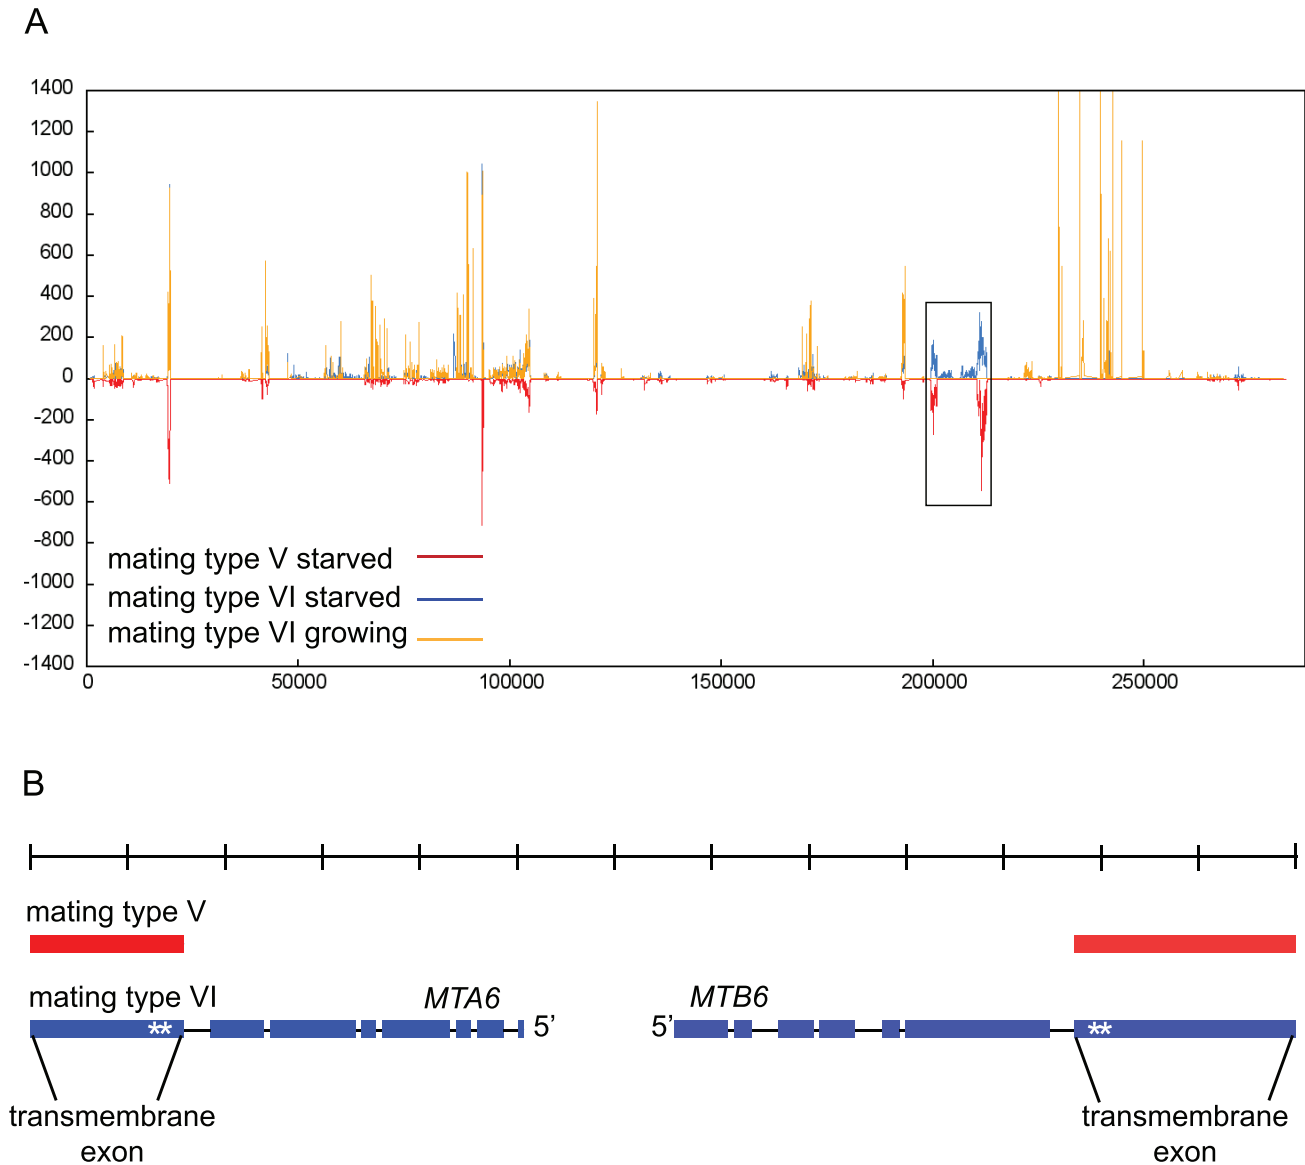 A
1400
1200
1000
800
600
400
200
0
-200
-400
-600
-800
-1000
-1200
-1400
mating type V starved
mating type VI starved
mating type VI growing
0 50000 100000 150000 200000 250000
B
mating type V
mating type VI MTA6 MTB6
** 5’ 5’ **
transmembrane exon
transmembrane exon